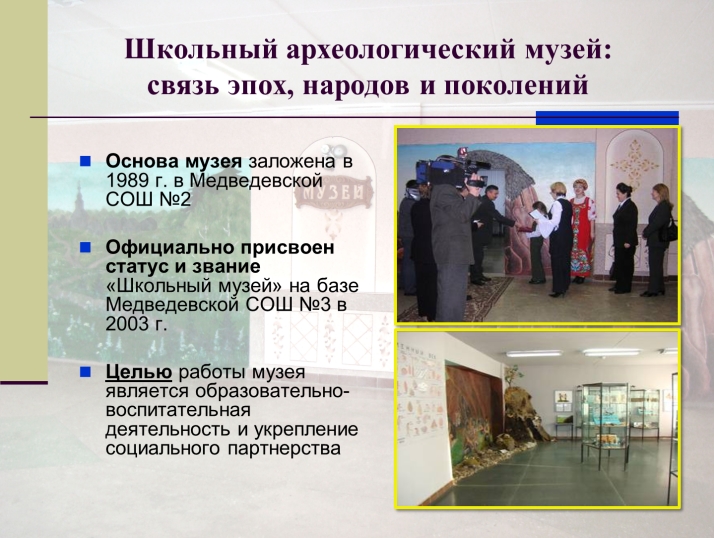 Школьный археологический музей:
связь эпох, народов и поколений
Основа музея заложена в
1989 г. в Медведевской
СОШ №2
МУЗЕЙ
Официально присвоен
статус и звание
«Школьный музей» на базе
Медведевской СОШ №3 в
2003 г.
Целью работы музея
является образовательно-
воспитательная
деятельность и укрепление
социального партнерства